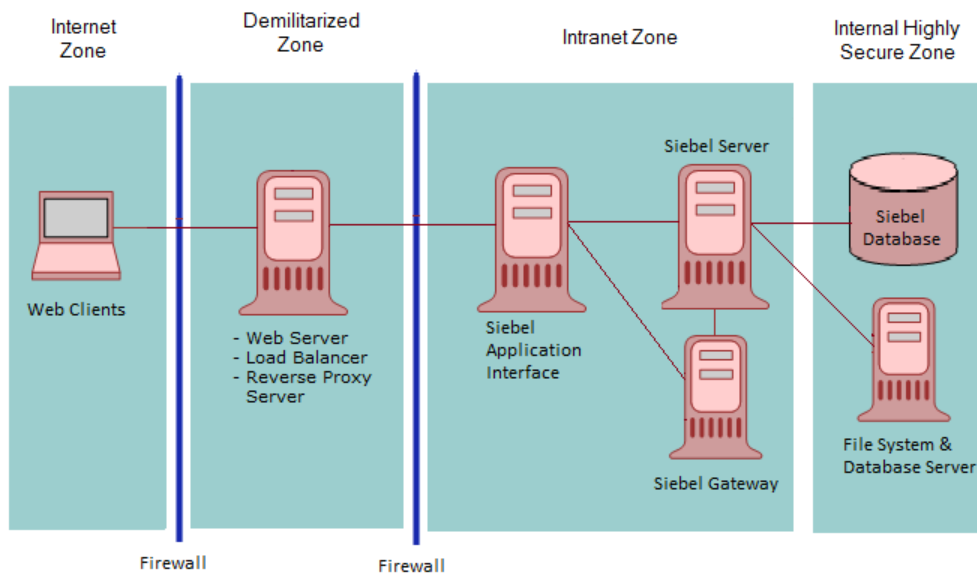 Internet
Zone
Demilitarized
Zone
Intranet Zone
Internal Highly
Secure Zone
Web Clients
- Web Server
- Load Balancer
- Reverse Proxy
Server
Siebel
Application
Interface
Siebel Server
Siebel Gateway
Siebel
Database
File System &
Database Server
Firewall
Firewall